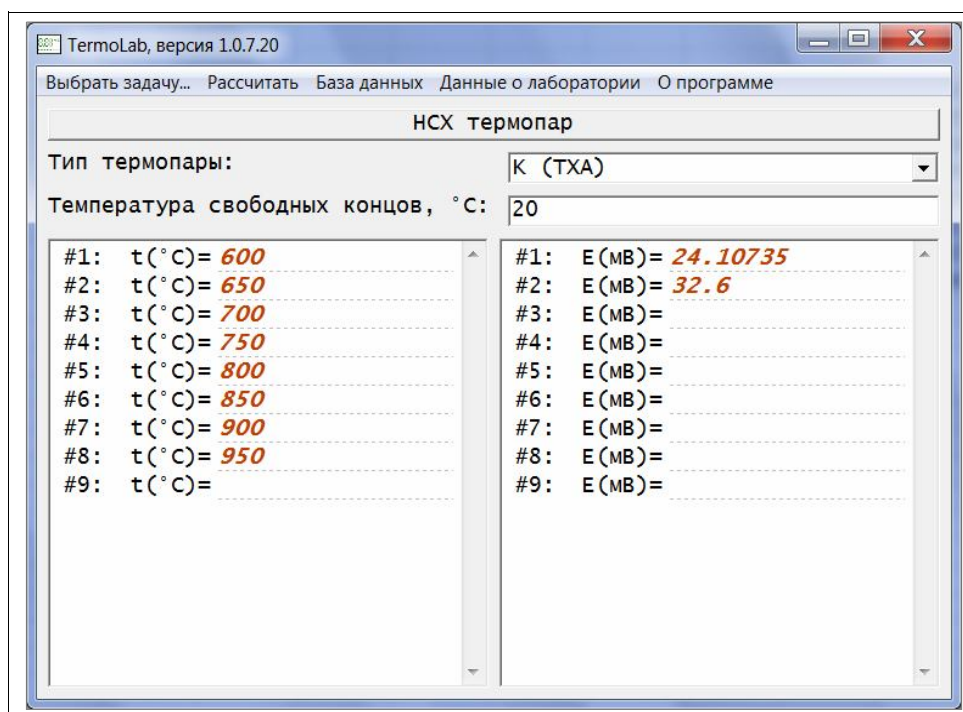 TermoLab, версия 1.0.7.20
Выбрать задачу... Рассчитать База данных Данные о лаборатории О программе
НСХ термопар
Тип термопары: K (TXA)
Температура свободных концов, °C: 20
#1: t(°C)= 600
#2: t(°C)= 650
#3: t(°C)= 700
#4: t(°C)= 750
#5: t(°C)= 800
#6: t(°C)= 850
#7: t(°C)= 900
#8: t(°C)= 950
#9: t(°C)=
#1: E(мВ)= 24.10735
#2: E(мВ)= 32.6
#3: E(мВ)=
#4: E(мВ)=
#5: E(мВ)=
#6: E(мВ)=
#7: E(мВ)=
#8: E(мВ)=
#9: E(мВ)=